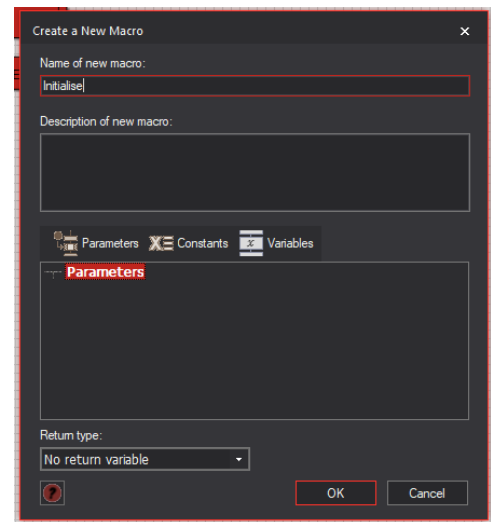 Create a New Macro
Name of new macro:
Initialise
Description of new macro:
Parameters Constants Variables
Parameters
Return type:
No return variable
OK Cancel